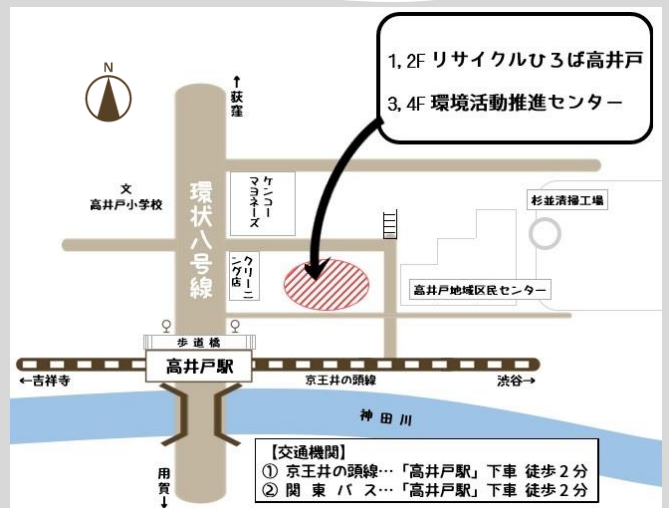 1, 2F リサイクルひろば高井戸
3, 4F 環境活動推進センター
N
↑荻窪
文
高井戸小学校
環状八号線
ケンコー
マヨネーズ
杉並清掃工場
クリーニ
ング店
高井戸地域区民センター
歩道橋
高井戸駅
←吉祥寺
京王井の頭線
渋谷→
神田川
用賀↓
【交通機関】
① 京王井の頭線…「高井戸駅」下車 徒歩2分
② 関東バス…「高井戸駅」下車 徒歩2分